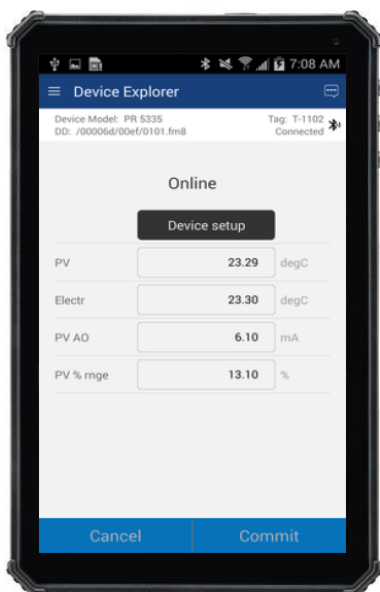 7:08 AM
Device Explorer
Device Model: PR 5335
Tag: T-1102
DD: /00006d/00ef/0101.fm8
Connected
Online
Device setup
PV 23.29 degC
Electr 23.30 degC
PV AO 6.10 mA
PV % rnge 13.10 %
Cancel Commit